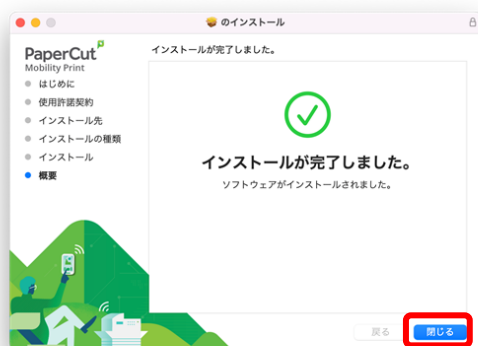 のインストール
PaperCut
Mobility Print
インストールが完了しました。
はじめに
使用許諾契約
インストール先
インストールの種類
インストール
概要
インストールが完了しました。
ソフトウェアがインストールされました。
戻る
閉じる